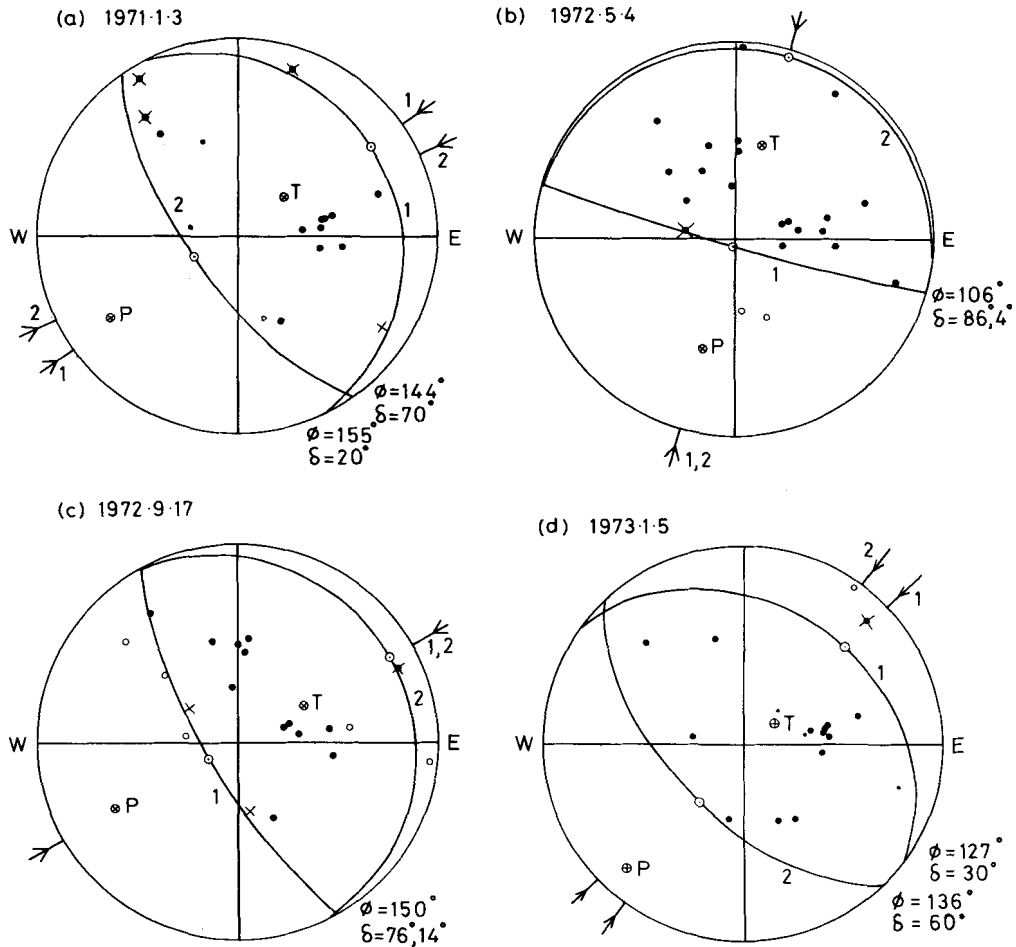 (a) 1971·1·3
1
2
T
1
2
W
E
P
2
1
φ=144°
δ=70°
φ=155°
δ=20°
(b) 1972·5·4
2
T
W
E
1
φ=106°
δ=86°,4°
P
1,2
(c) 1972·9·17
1,2
T
2
W
E
1
P
φ=150°
δ=76°,14°
(d) 1973·1·5
2
1
1
T
W
E
P
2
φ=127°
δ=30°
φ=136°
δ=60°